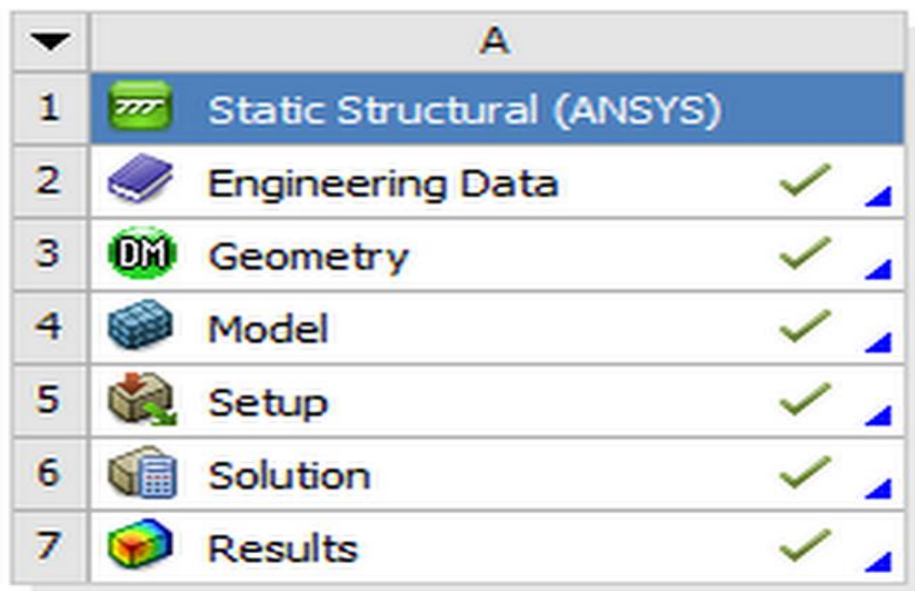 A
1 Static Structural (ANSYS)
2 Engineering Data
3 DM Geometry
4 Model
5 Setup
6 Solution
7 Results